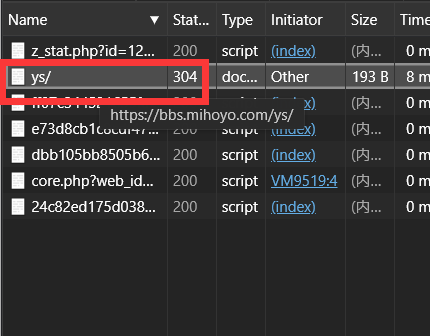 Name Stat... Type Initiator Size Time
z_stat.php?id=12... 200 script (index) (内... 0 m
ys/ 304 doc... Other 193 B 8 m
200 script (index) (内... 0 m
https://bbs.mihoyo.com/ys/
e73d8cb1c8cdf47... script (index) (内... 0 m
dbb105bb8505b6... 200 script (index) (内... 0 m
core.php?web_id... 200 script VM9519:4 (内... 0 m
24c82ed175d038... 200 script (index) (内... 0 m